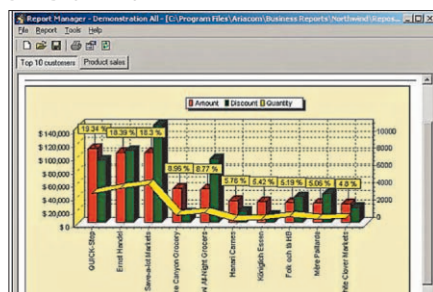 Report Manager - Demonstration All - [C:\Program Files\Ariacom\Business Reports\Northwind\Repos...
File Report Tools Help
Top 10 customers Product sales
Amount Discount Quantity
$ 140,000
$ 120,000
$ 100,000
$ 80,000
$ 60,000
$ 40,000
$ 20,000
$ 0
19.34 % 18.39 % 18.3 % 8.95 % 8.77 % 5.76 % 5.42 % 5.19 % 5.06 % 4.8 %
10000
8000
6000
4000
2000
0
QUICK-Stop
Ernst Handel
Save-a-lot Markets
Canyon Grocery
All-Night Grocers
Hanari Carnes
Königlich Essen
Folk och fä HB
Mère Paillarde
Clover Markets